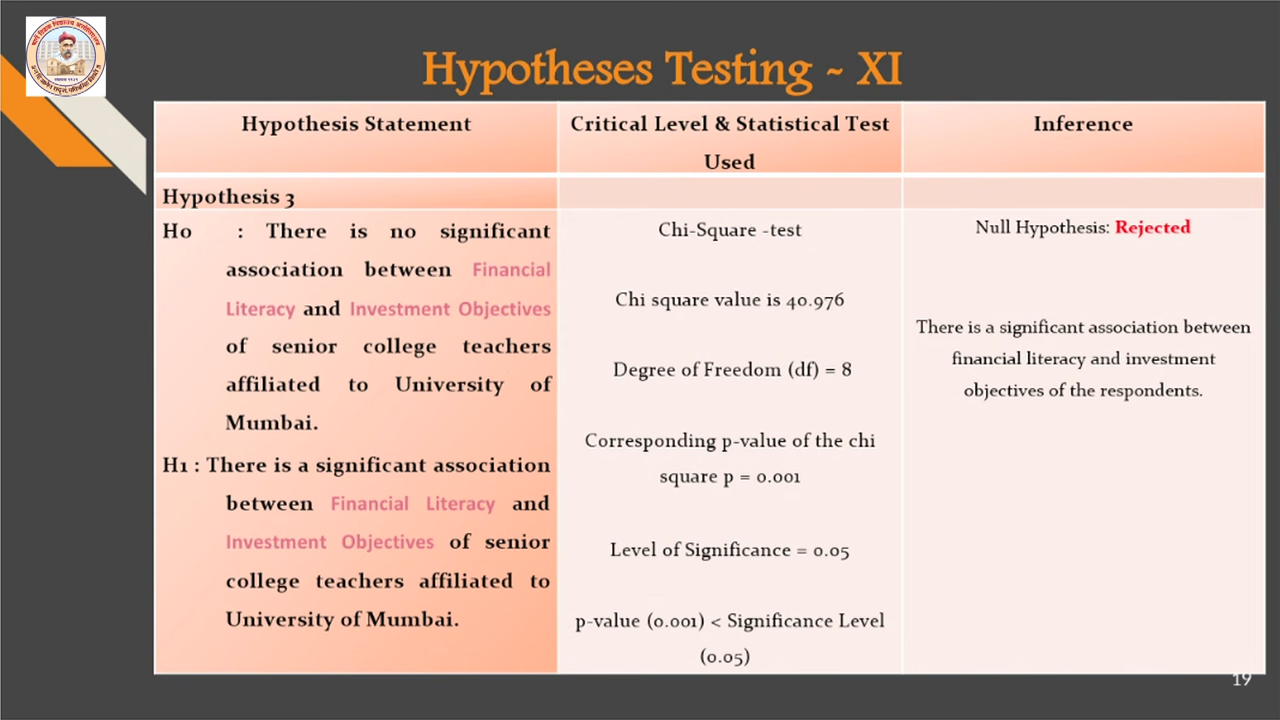 Hypotheses Testing ~ XI
Hypothesis Statement
Critical Level & Statistical Test
Used
Inference
Hypothesis 3
H0 : There is no significant
association between Financial
Literacy and Investment Objectives
of senior college teachers
affiliated to University of
Mumbai.
H1 : There is a significant association
between Financial Literacy and
Investment Objectives of senior
college teachers affiliated to
University of Mumbai.
Chi-Square -test
Chi square value is 40.976
Degree of Freedom (df) = 8
Corresponding p-value of the chi
square p = 0.001
Level of Significance = 0.05
p-value (0.001) < Significance Level
(0.05)
Null Hypothesis: Rejected
There is a significant association between
financial literacy and investment
objectives of the respondents.
19